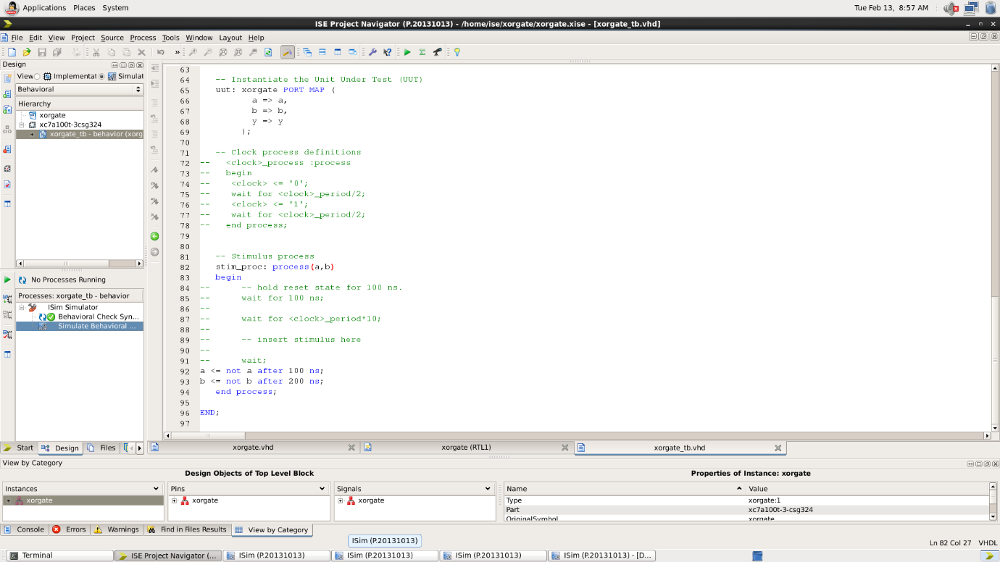 Applications Places System
Tue Feb 13, 8:57 AM
ISE Project Navigator (P.20131013) - /home/ise/xorgate/xorgate.xise - [xorgate_tb.vhd]
File Edit View Project Source Process Tools Window Layout Help
Design
View: Implementat Simulat
Behavioral
Hierarchy
xorgate
xc7a100t-3csg324
xorgate_tb - behavior (xorg
No Processes Running
Processes: xorgate_tb - behavior
ISim Simulator
Behavioral Check Syn...
Simulate Behavioral ...
Start Design Files
63
64 -- Instantiate the Unit Under Test (UUT)
65 uut: xorgate PORT MAP (
66 a => a,
67 b => b,
68 y => y
69 );
70
71 -- Clock process definitions
72 -- <clock>_process :process
73 -- begin
74 -- <clock> <= '0';
75 -- wait for <clock>_period/2;
76 -- <clock> <= '1';
77 -- wait for <clock>_period/2;
78 -- end process;
79
80
81 -- Stimulus process
82 stim_proc: process(a,b)
83 begin
84 -- -- hold reset state for 100 ns.
85 -- wait for 100 ns;
86 --
87 -- wait for <clock>_period*10;
88 --
89 -- -- insert stimulus here
90 --
91 -- wait;
92 a <= not a after 100 ns;
93 b <= not b after 200 ns;
94 end process;
95
96 END;
97
xorgate.vhd xorgate (RTL1) xorgate_tb.vhd
View by Category
Design Objects of Top Level Block Properties of Instance: xorgate
Instances Pins Signals Name Value
xorgate xorgate xorgate Type xorgate:1
Part xc7a100t-3-csg324
OriginalSymbol xorgate
Console Errors Warnings Find in Files Results View by Category
ISim (P.20131013)
Ln 82 Col 27 VHDL
Terminal ISE Project Navigator (... ISim (P.20131013) ISim (P.20131013) ISim (P.20131013) ISim (P.20131013) - [D...